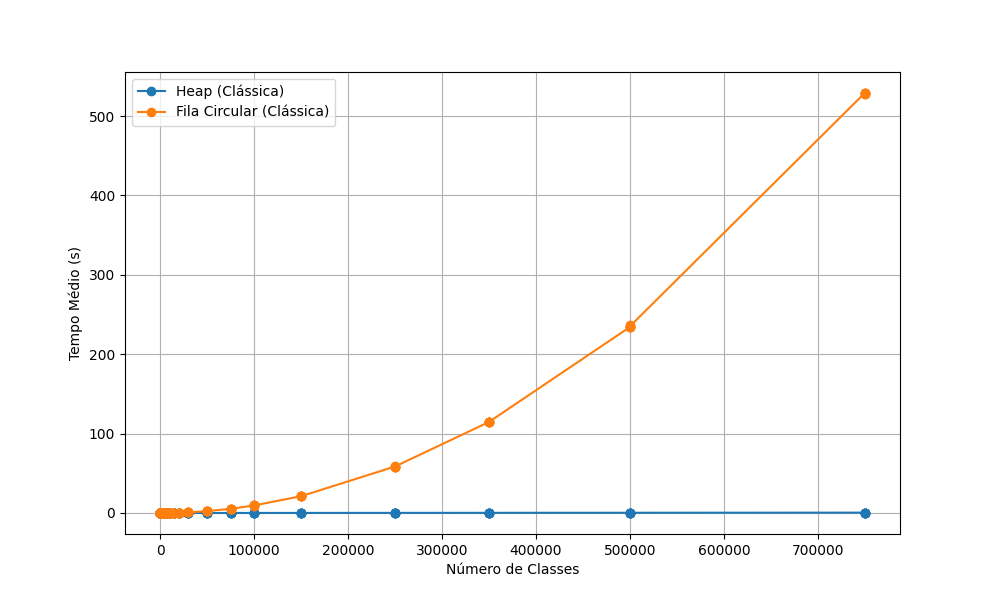 Heap (Clássica)
Fila Circular (Clássica)
Tempo Médio (s)
500
400
300
200
100
0
0 100000 200000 300000 400000 500000 600000 700000
Número de Classes